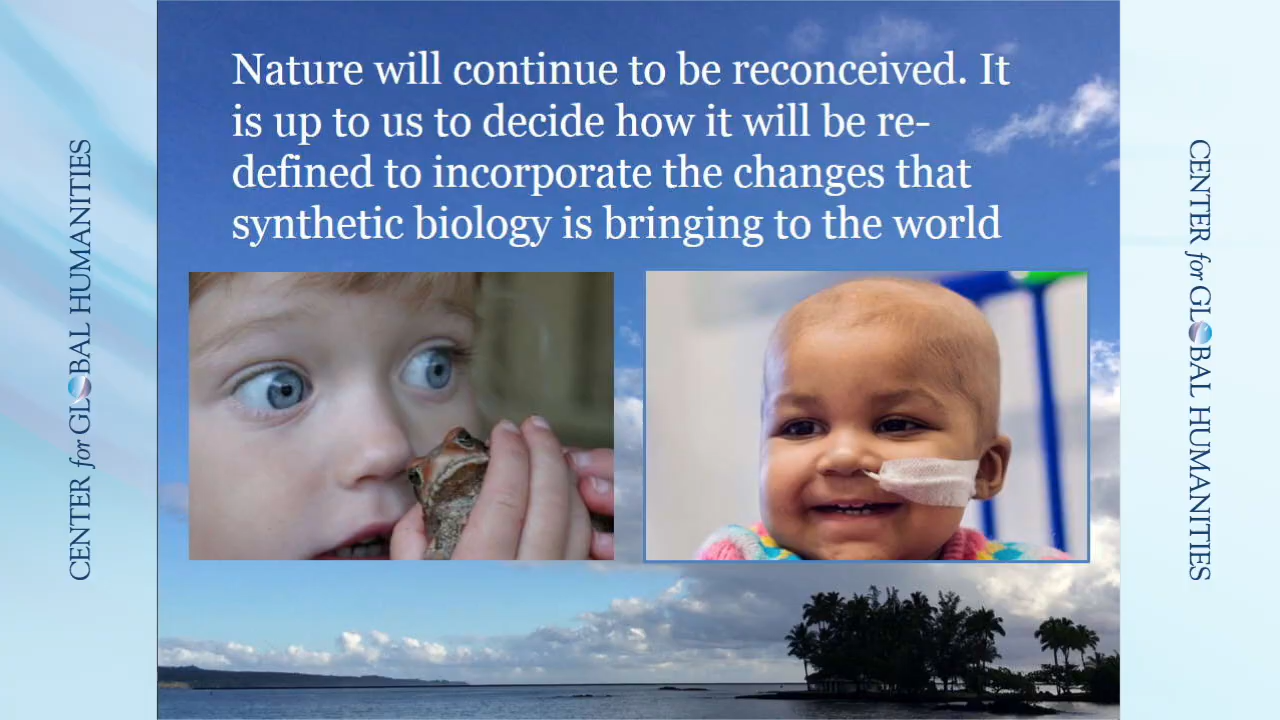 Nature will continue to be reconceived. It
is up to us to decide how it will be re-
defined to incorporate the changes that
synthetic biology is bringing to the world
CENTER for GLOBAL HUMANITIES
CENTER for GLOBAL HUMANITIES